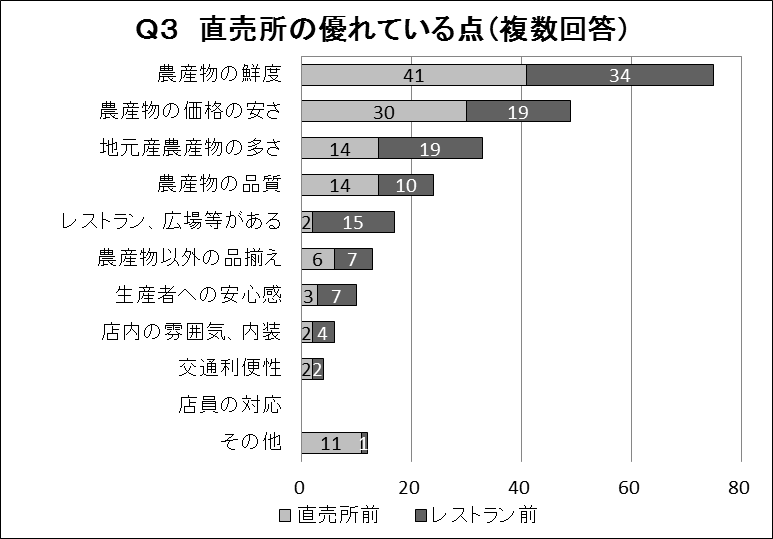 Q3 直売所の優れている点(複数回答)
農産物の鮮度 41 34
農産物の価格の安さ 30 19
地元産農産物の多さ 14 19
農産物の品質 14 10
レストラン、広場等がある 2 15
農産物以外の品揃え 6 7
生産者への安心感 3 7
店内の雰囲気、内装 2 4
交通利便性 2 2
店員の対応
その他 11 1
0 20 40 60 80
直売所前 レストラン前